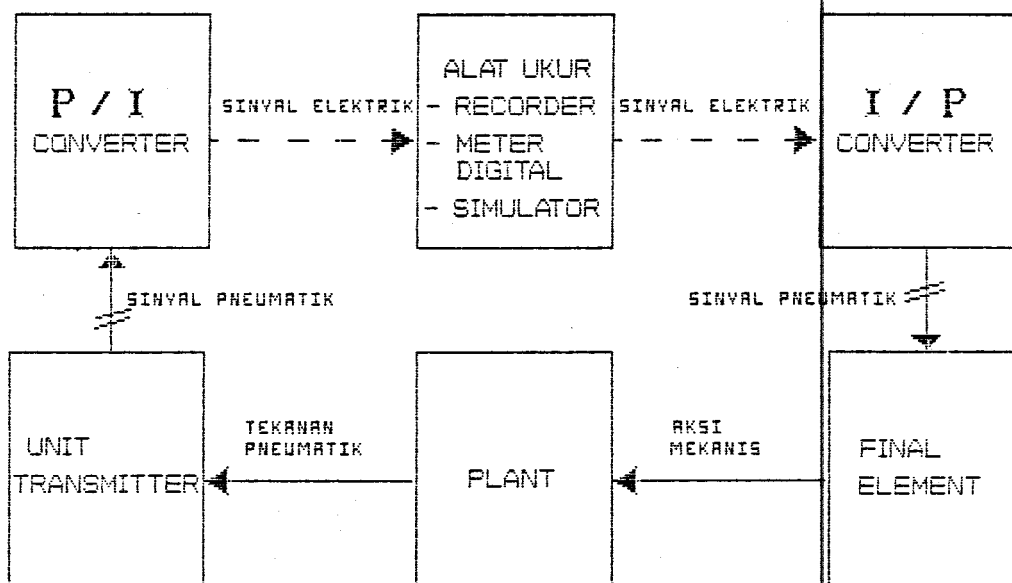 P / I
CONVERTER
SINYAL ELEKTRIK
ALAT UKUR
- RECORDER
- METER
DIGITAL
- SIMULATOR
SINYAL ELEKTRIK
I / P
CONVERTER
SINYAL PNEUMATIK
SINYAL PNEUMATIK
UNIT
TRANSMITTER
TEKANAN
PNEUMATIK
PLANT
AKSI
MEKANIS
FINAL
ELEMENT